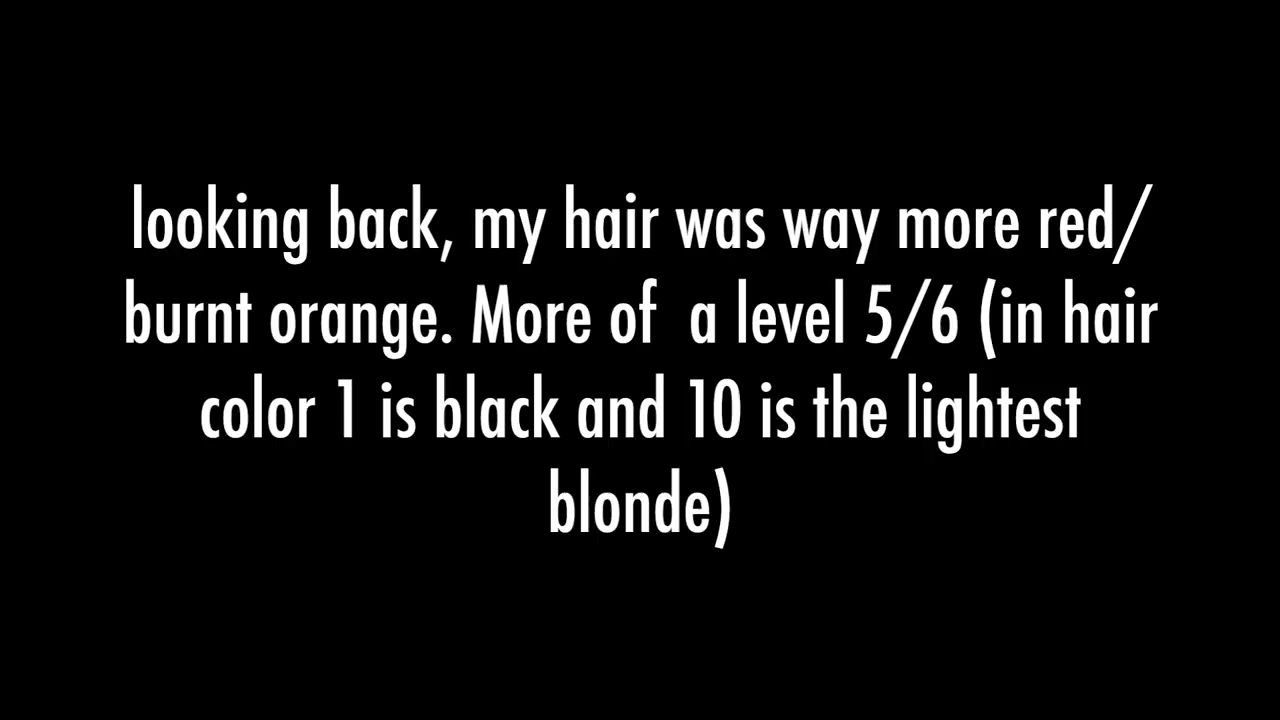 looking back, my hair was way more red/
burnt orange. More of  a level 5/6 (in hair
color 1 is black and 10 is the lightest
blonde)